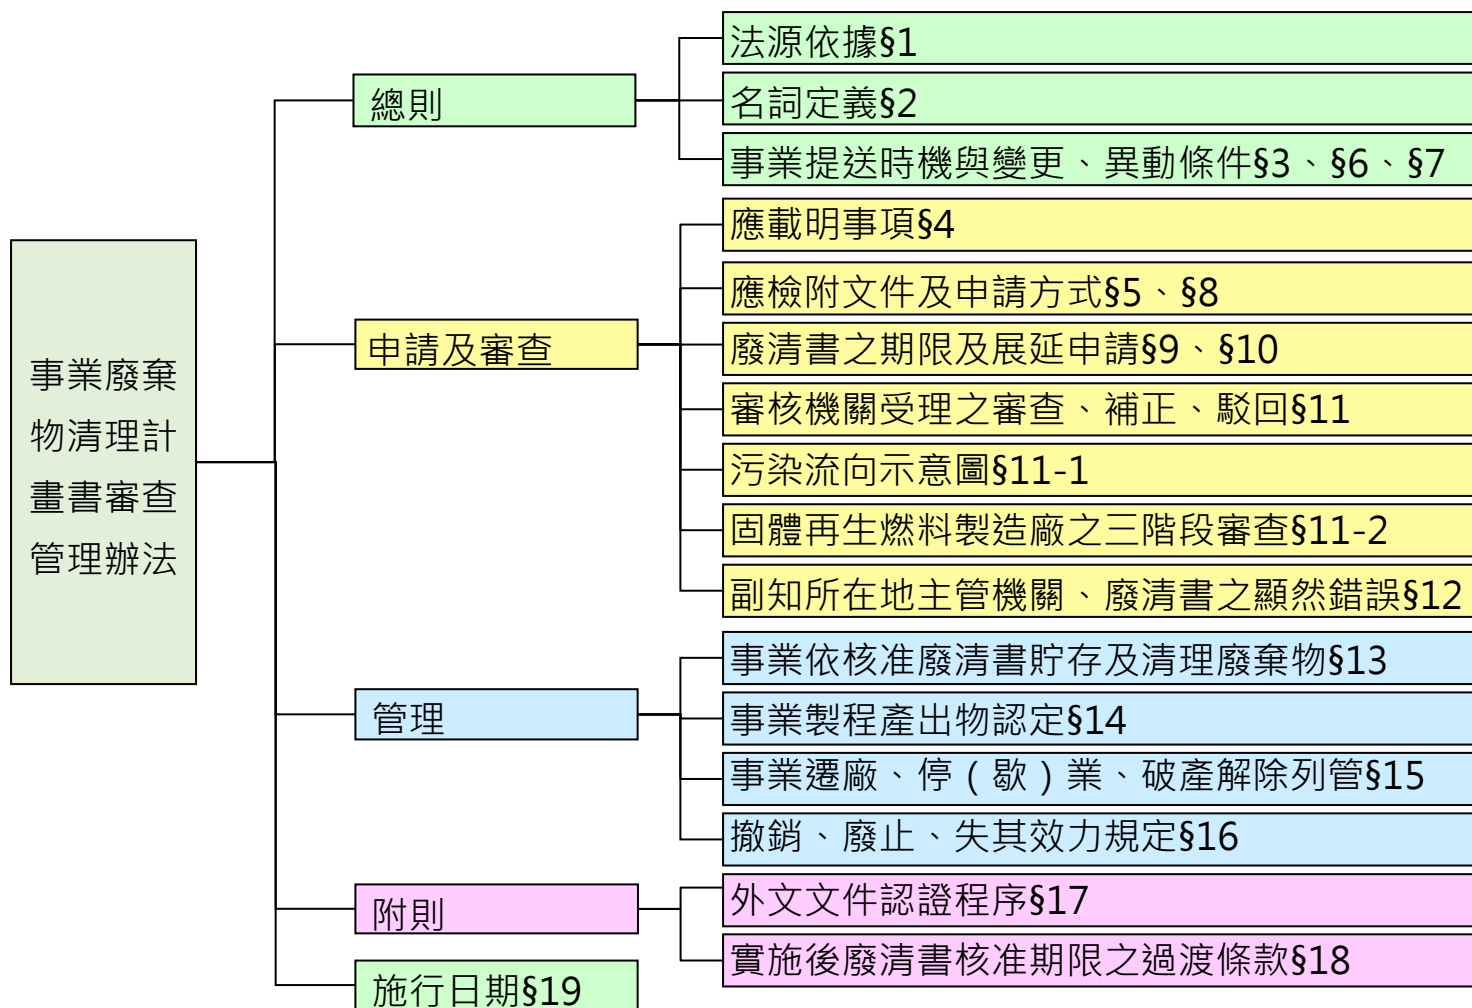 事業廢棄
物清理計
畫書審查
管理辦法
總則
法源依據§1
名詞定義§2
事業提送時機與變更、異動條件§3、§6、§7
申請及審查
應載明事項§4
應檢附文件及申請方式§5、§8
廢清書之期限及展延申請§9、§10
審核機關受理之審查、補正、駁回§11
污染流向示意圖§11-1
固體再生燃料製造廠之三階段審查§11-2
副知所在地主管機關、廢清書之顯然錯誤§12
管理
事業依核准廢清書貯存及清理廢棄物§13
事業製程產出物認定§14
事業遷廠、停（歇）業、破產解除列管§15
撤銷、廢止、失其效力規定§16
附則
外文文件認證程序§17
實施後廢清書核准期限之過渡條款§18
施行日期§19